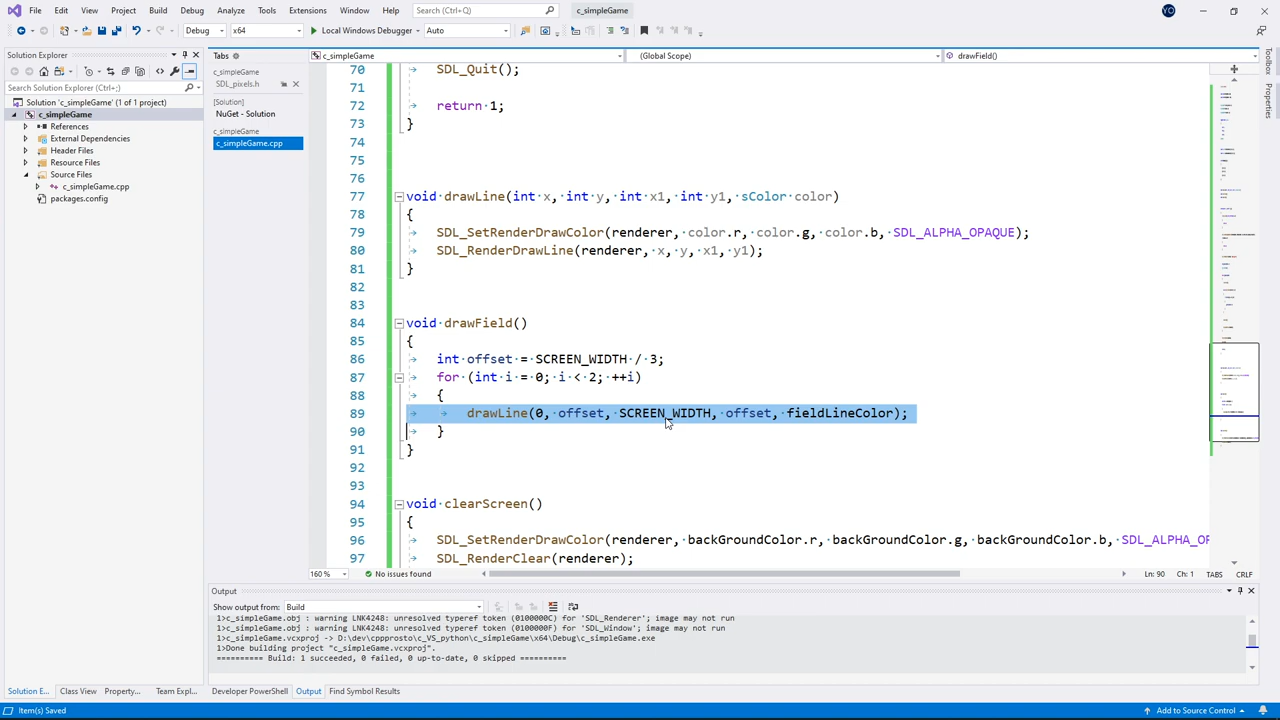 File Edit View Project Build Debug Analyze Tools Extensions Window Help Search (Ctrl+Q) c_simpleGame YO
Debug x64 Local Windows Debugger Auto
Solution Explorer
Search Solution Explorer (Ctrl+;)
Solution 'c_simpleGame' (1 of 1 project)
c_simpleGame
References
External Dependencies
Header Files
Resource Files
Source Files
c_simpleGame.cpp
packages.config
Tabs
c_simpleGame
SDL_pixels.h
[Solution]
NuGet - Solution
c_simpleGame
c_simpleGame.cpp
c_simpleGame (Global Scope) drawField()
70 SDL_Quit();
71
72 return 1;
73 }
74
75
76
77 void drawLine(int x, int y, int x1, int y1, sColor color)
78 {
79 SDL_SetRenderDrawColor(renderer, color.r, color.g, color.b, SDL_ALPHA_OPAQUE);
80 SDL_RenderDrawLine(renderer, x, y, x1, y1);
81 }
82
83
84 void drawField()
85 {
86 int offset = SCREEN_WIDTH / 3;
87 for (int i = 0; i < 2; ++i)
88 {
89 drawLine(0, offset, SCREEN_WIDTH, offset, fieldLineColor);
90 }
91 }
92
93
94 void clearScreen()
95 {
96 SDL_SetRenderDrawColor(renderer, backGroundColor.r, backGroundColor.g, backGroundColor.b, SDL_ALPHA_OP
97 SDL_RenderClear(renderer);
160 % No issues found Ln: 90 Ch: 1 TABS CRLF
Output
Show output from: Build
1>c_simpleGame.obj : warning LNK4248: unresolved typeref token (0100000C) for 'SDL_Renderer'; image may not run
1>c_simpleGame.obj : warning LNK4248: unresolved typeref token (0100000F) for 'SDL_Window'; image may not run
1>c_simpleGame.vcxproj -> D:\dev\cppprosto\c_VS_python\c_simpleGame\x64\Debug\c_simpleGame.exe
1>Done building project "c_simpleGame.vcxproj".
========== Build: 1 succeeded, 0 failed, 0 up-to-date, 0 skipped ==========
Solution E... Class View Property... Team Expl... Developer PowerShell Output Find Symbol Results
Item(s) Saved Add to Source Control
Toolbox
Properties